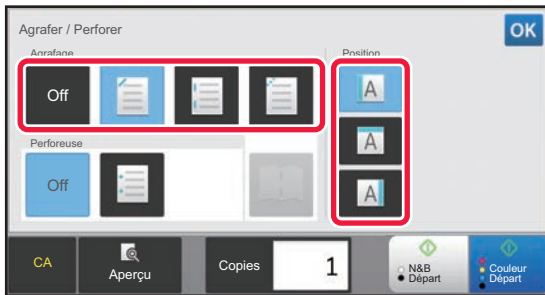 Agrafer / Perforer
OK
Agrafage
Position
Off
A
A
A
Perforeuse
Off
CA
Aperçu
Copies
1
N&B
Départ
Couleur
Départ